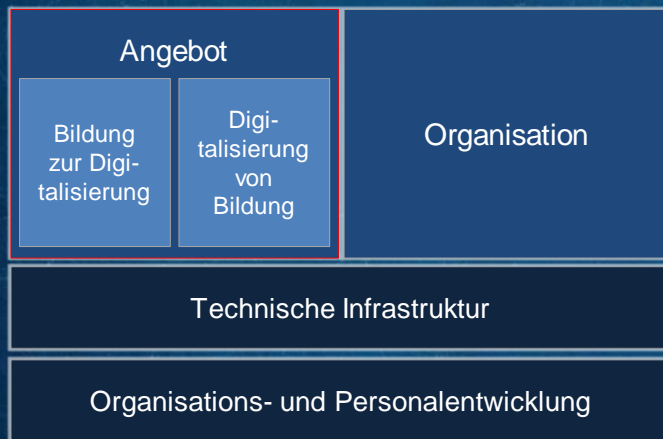 Angebot
Bildung
zur Digi-
talisierung
Digi-
talisierung
von
Bildung
Organisation
Technische Infrastruktur
Organisations- und Personalentwicklung